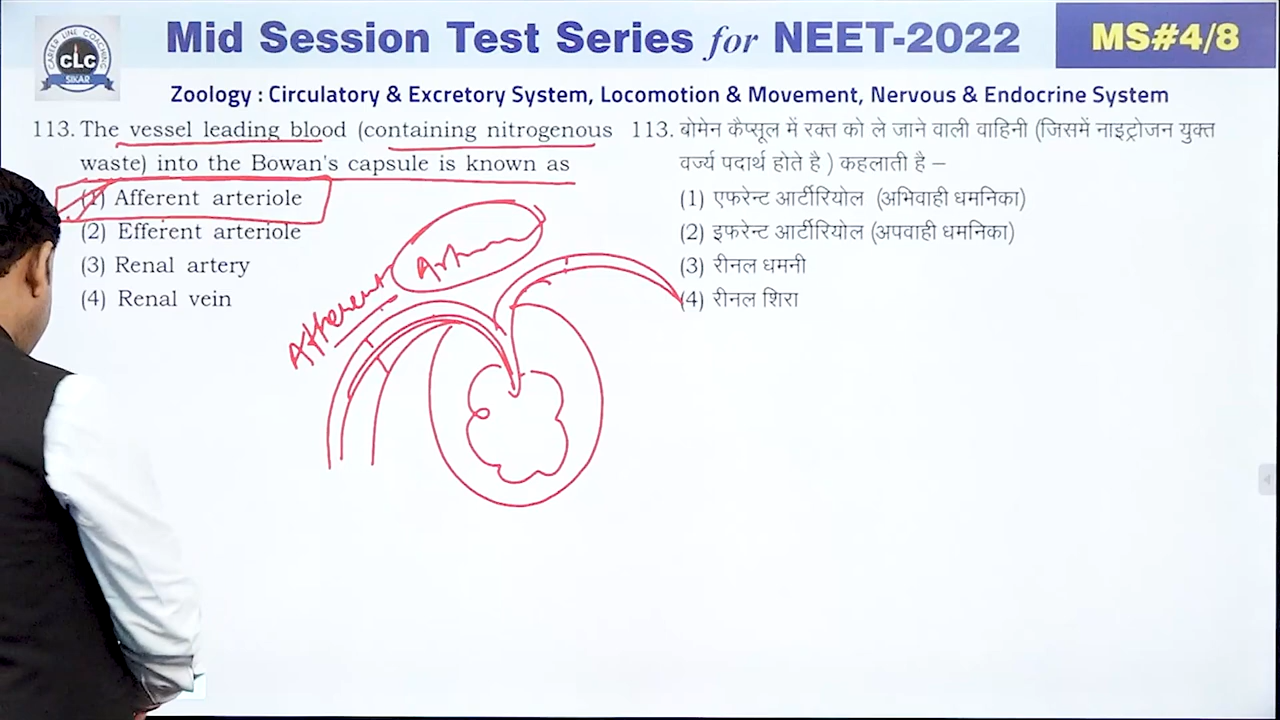 Mid Session Test Series for NEET-2022
MS#4/8
CAREER LINE COACHING
CLC
SIKAR
Zoology : Circulatory & Excretory System, Locomotion & Movement, Nervous & Endocrine System
113. The vessel leading blood (containing nitrogenous
waste) into the Bowan's capsule is known as
(1) Afferent arteriole
(2) Efferent arteriole
(3) Renal artery
(4) Renal vein
Afferent
113. बोमेन कैप्सूल में रक्त को ले जाने वाली वाहिनी (जिसमें नाइट्रोजन युक्त
वर्ज्य पदार्थ होते है ) कहलाती है –
(1) एफरेन्ट आर्टीरियोल (अभिवाही धमनिका)
(2) इफरेन्ट आर्टीरियोल (अपवाही धमनिका)
(3) रीनल धमनी
(4) रीनल शिरा